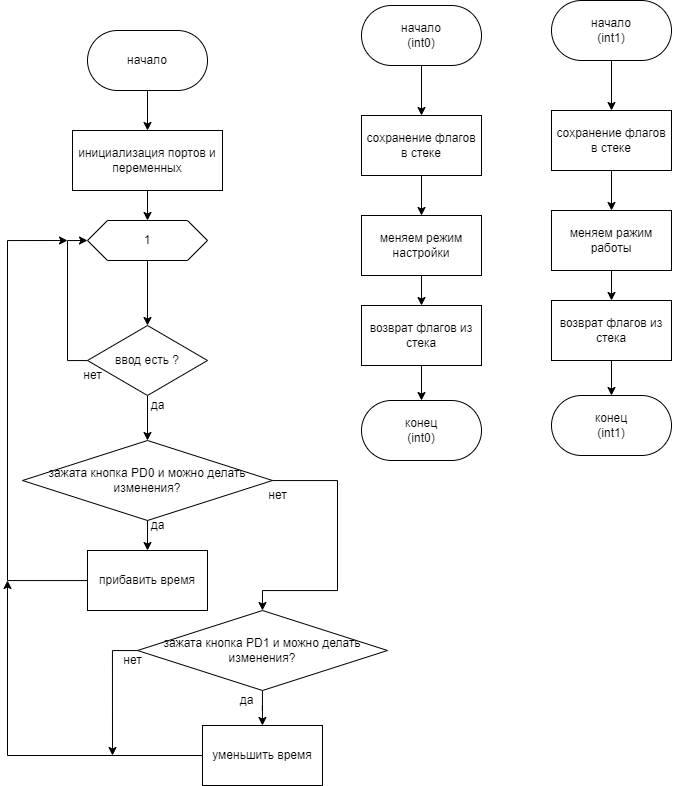 начало
инициализация портов и
переменных
1
ввод есть ?
нет
да
зажата кнопка PD0 и можно делать
изменения?
нет
да
прибавить время
зажата кнопка PD1 и можно делать
изменения?
нет
да
уменьшить время
начало
(int0)
сохранение флагов
в стеке
меняем режим
настройки
возврат флагов из
стека
конец
(int0)
начало
(int1)
сохранение флагов
в стеке
меняем ражим
работы
возврат флагов из
стека
конец
(int1)